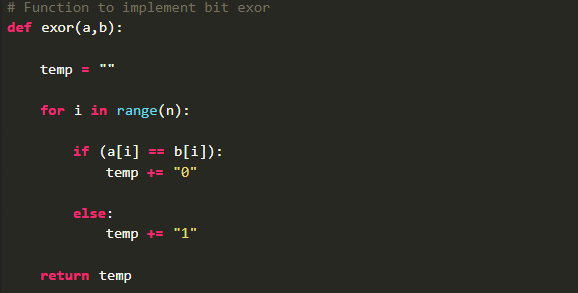 # Function to implement bit exor
def exor(a,b):
    temp = ""
    for i in range(n):
        if (a[i] == b[i]):
            temp += "0"
        else:
            temp += "1"
    return temp